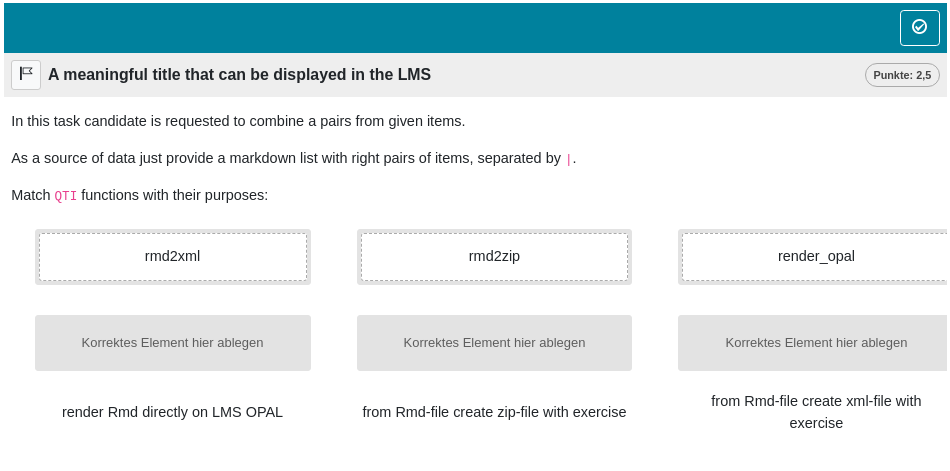 A meaningful title that can be displayed in the LMS
Punkte: 2,5
In this task candidate is requested to combine a pairs from given items.
As a source of data just provide a markdown list with right pairs of items, separated by |.
Match QTI functions with their purposes:
rmd2xml
rmd2zip
render_opal
Korrektes Element hier ablegen
Korrektes Element hier ablegen
Korrektes Element hier ablegen
render Rmd directly on LMS OPAL
from Rmd-file create zip-file with exercise
from Rmd-file create xml-file with
exercise